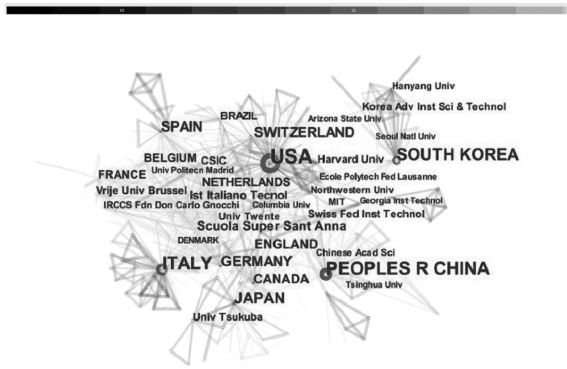 Hanyang Univ
Korea Adv Inst Sci & Technol
BRAZIL
Arizona State Univ
SPAIN
SWITZERLAND
Seoul Natl Univ
BELGIUM
CSIC
USA
Harvard Univ
SOUTH KOREA
Univ Politecn Madrid
FRANCE
NETHERLANDS
Ecole Polytech Fed Lausanne
Vrije Univ Brussel
Ist Italiano Tecnol
Northwestern Univ
IRCCS Fdn Don Carlo Gnocchi
Columbia Univ
MIT
Georgia Inst Technol
Univ Twente
Swiss Fed Inst Technol
Scuola Super Sant Anna
DENMARK
ENGLAND
Chinese Acad Sci
ITALY
GERMANY
PEOPLES R CHINA
CANADA
Tsinghua Univ
JAPAN
Univ Tsukuba